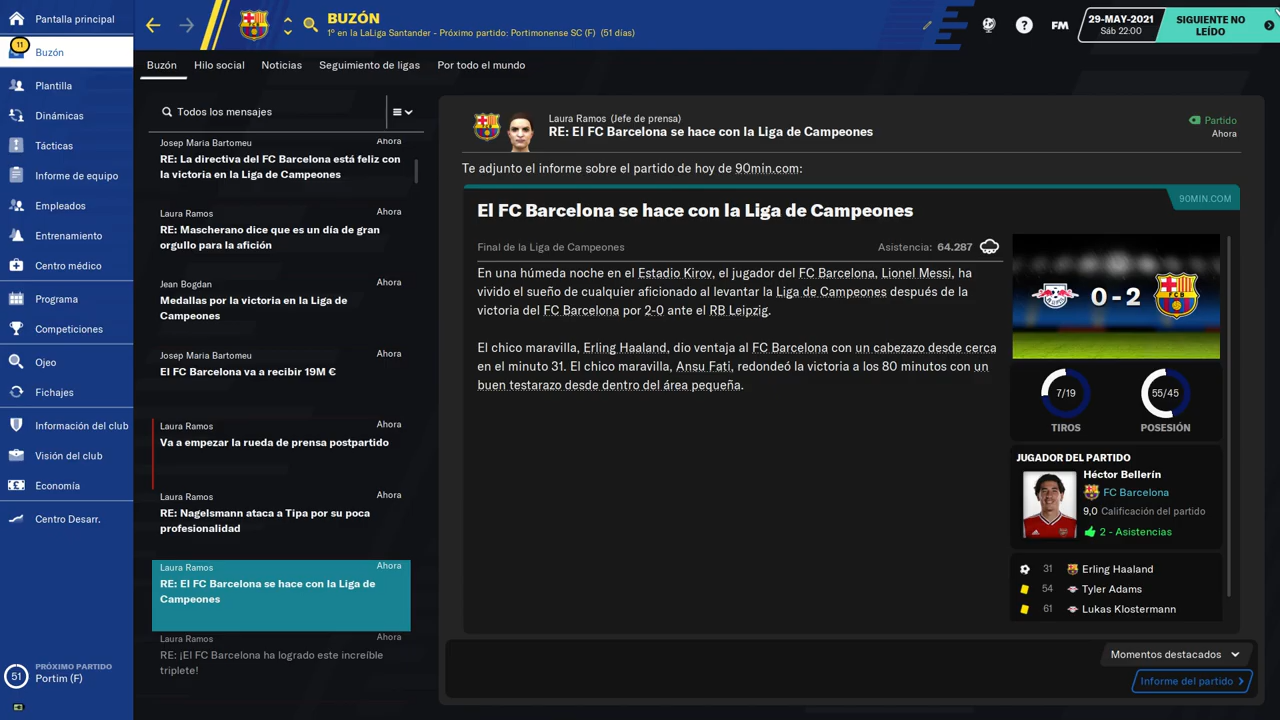 Pantalla principal
11
Buzón
Plantilla
Dinámicas
Tácticas
Informe de equipo
Empleados
Entrenamiento
Centro médico
Programa
Competiciones
Ojeo
Fichajes
Información del club
Visión del club
Economía
Centro Desarr.
51
PRÓXIMO PARTIDO
Portim (F)
BUZÓN
1º en la LaLiga Santander - Próximo partido: Portimonense SC (F) (51 días)
FM
29-MAY-2021
Sáb 22:00
SIGUIENTE NO LEÍDO
Buzón
Hilo social
Noticias
Seguimiento de ligas
Por todo el mundo
Todos los mensajes
Josep Maria Bartomeu
Ahora
RE: La directiva del FC Barcelona está feliz con
la victoria en la Liga de Campeones
Laura Ramos
Ahora
RE: Mascherano dice que es un día de gran
orgullo para la afición
Jean Bogdan
Ahora
Medallas por la victoria en la Liga de
Campeones
Josep Maria Bartomeu
Ahora
El FC Barcelona va a recibir 19M €
Laura Ramos
Ahora
Va a empezar la rueda de prensa postpartido
Laura Ramos
Ahora
RE: Nagelsmann ataca a Tipa por su poca
profesionalidad
Laura Ramos
Ahora
RE: El FC Barcelona se hace con la Liga de
Campeones
Laura Ramos
Ahora
RE: ¡El FC Barcelona ha logrado este increíble
triplete!
Laura Ramos (Jefe de prensa)
RE: El FC Barcelona se hace con la Liga de Campeones
Partido
Ahora
Te adjunto el informe sobre el partido de hoy de 90min.com:
90MIN.COM
El FC Barcelona se hace con la Liga de Campeones
Final de la Liga de Campeones
Asistencia: 64.287
En una húmeda noche en el Estadio Kirov, el jugador del FC Barcelona, Lionel Messi, ha
vivido el sueño de cualquier aficionado al levantar la Liga de Campeones después de la
victoria del FC Barcelona por 2-0 ante el RB Leipzig.
El chico maravilla, Erling Haaland, dio ventaja al FC Barcelona con un cabezazo desde cerca
en el minuto 31. El chico maravilla, Ansu Fati, redondeó la victoria a los 80 minutos con un
buen testarazo desde dentro del área pequeña.
0 - 2
7/19
TIROS
55/45
POSESIÓN
JUGADOR DEL PARTIDO
Héctor Bellerín
FC Barcelona
9,0 Calificación del partido
2 - Asistencias
31 Erling Haaland
54 Tyler Adams
61 Lukas Klostermann
Momentos destacados
Informe del partido